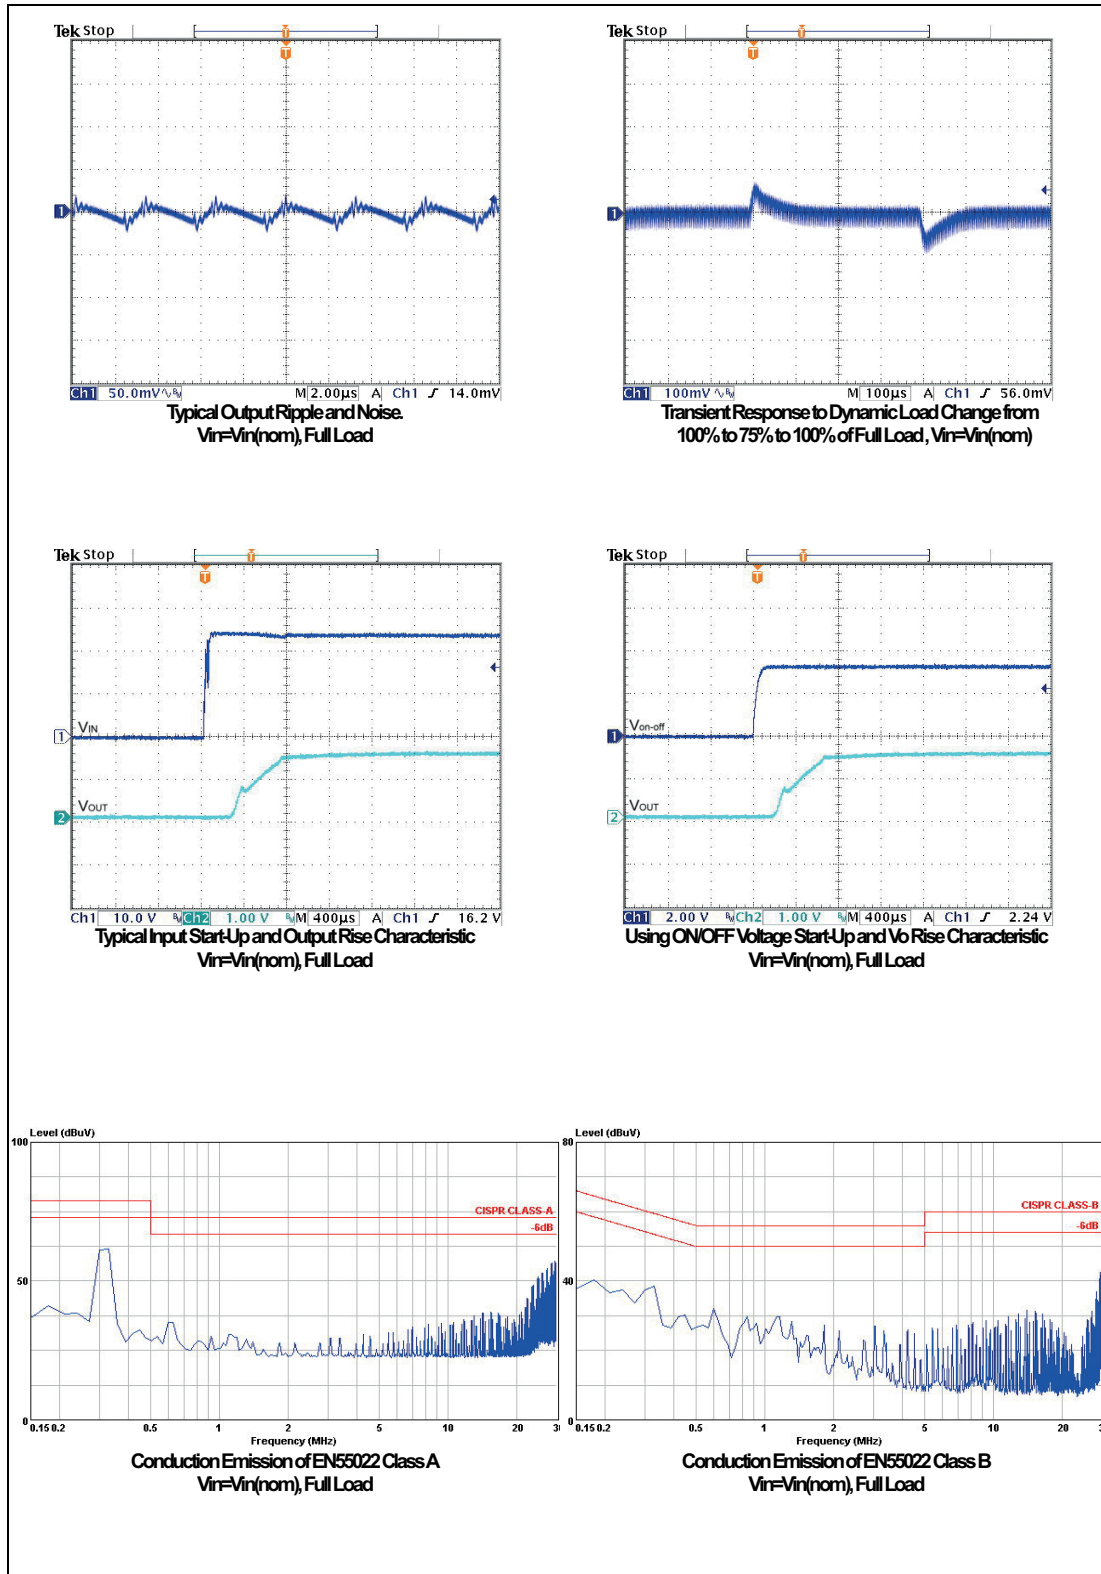 Tek Stop
T
T
1
Ch1 50.0mV M 2.00µs A Ch1 14.0mV
Typical Output Ripple and Noise.
Vin=Vin(nom), Full Load
Tek Stop
T
T
1
Ch1 100mV M 100µs A Ch1 56.0mV
Transient Response to Dynamic Load Change from
100% to 75% to 100% of Full Load , Vin=Vin(nom)
Tek Stop
T
T
VIN
1
VOUT
2
Ch1 10.0 V BW Ch2 1.00 V BW M 400µs A Ch1 16.2 V
Typical Input Start-Up and Output Rise Characteristic
Vin=Vin(nom), Full Load
Tek Stop
T
T
Von-off
1
VOUT
2
Ch1 2.00 V BW Ch2 1.00 V BW M 400µs A Ch1 2.24 V
Using ON/OFF Voltage Start-Up and Vo Rise Characteristic
Vin=Vin(nom), Full Load
Level (dBuV)
100
CISPR CLASS-A
-6dB
50
0
0.15 0.2 0.5 1 2 5 10 20
Frequency (MHz)
Conduction Emission of EN55022 Class A
Vin=Vin(nom), Full Load
Level (dBuV)
80
CISPR CLASS-B
-6dB
40
0
0.15 0.2 0.5 1 2 5 10 20
Frequency (MHz)
Conduction Emission of EN55022 Class B
Vin=Vin(nom), Full Load